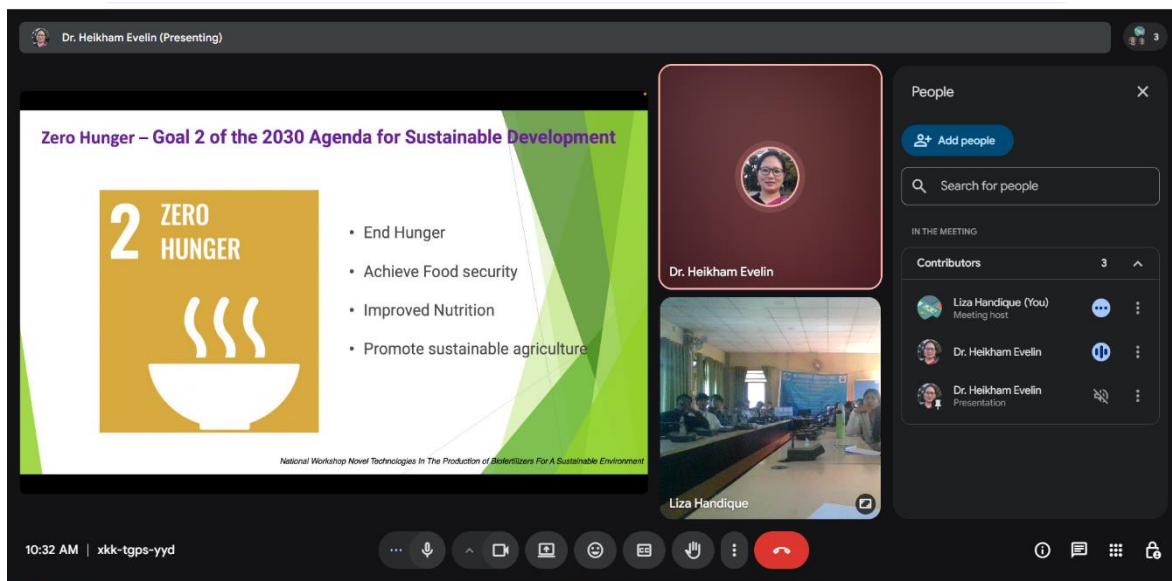 Dr. Heikham Evelin (Presenting)
3
Zero Hunger – Goal 2 of the 2030 Agenda for Sustainable Development
2 ZERO
HUNGER
• End Hunger
• Achieve Food security
• Improved Nutrition
• Promote sustainable agriculture
National Workshop Novel Technologies In The Production of Biofertilizers For A Sustainable Environment
Dr. Heikham Evelin
Liza Handique
People
Add people
Search for people
IN THE MEETING
Contributors 3
Liza Handique (You)
Meeting host
Dr. Heikham Evelin
Dr. Heikham Evelin
Presentation
10:32 AM | xkk-tgps-yyd
CC